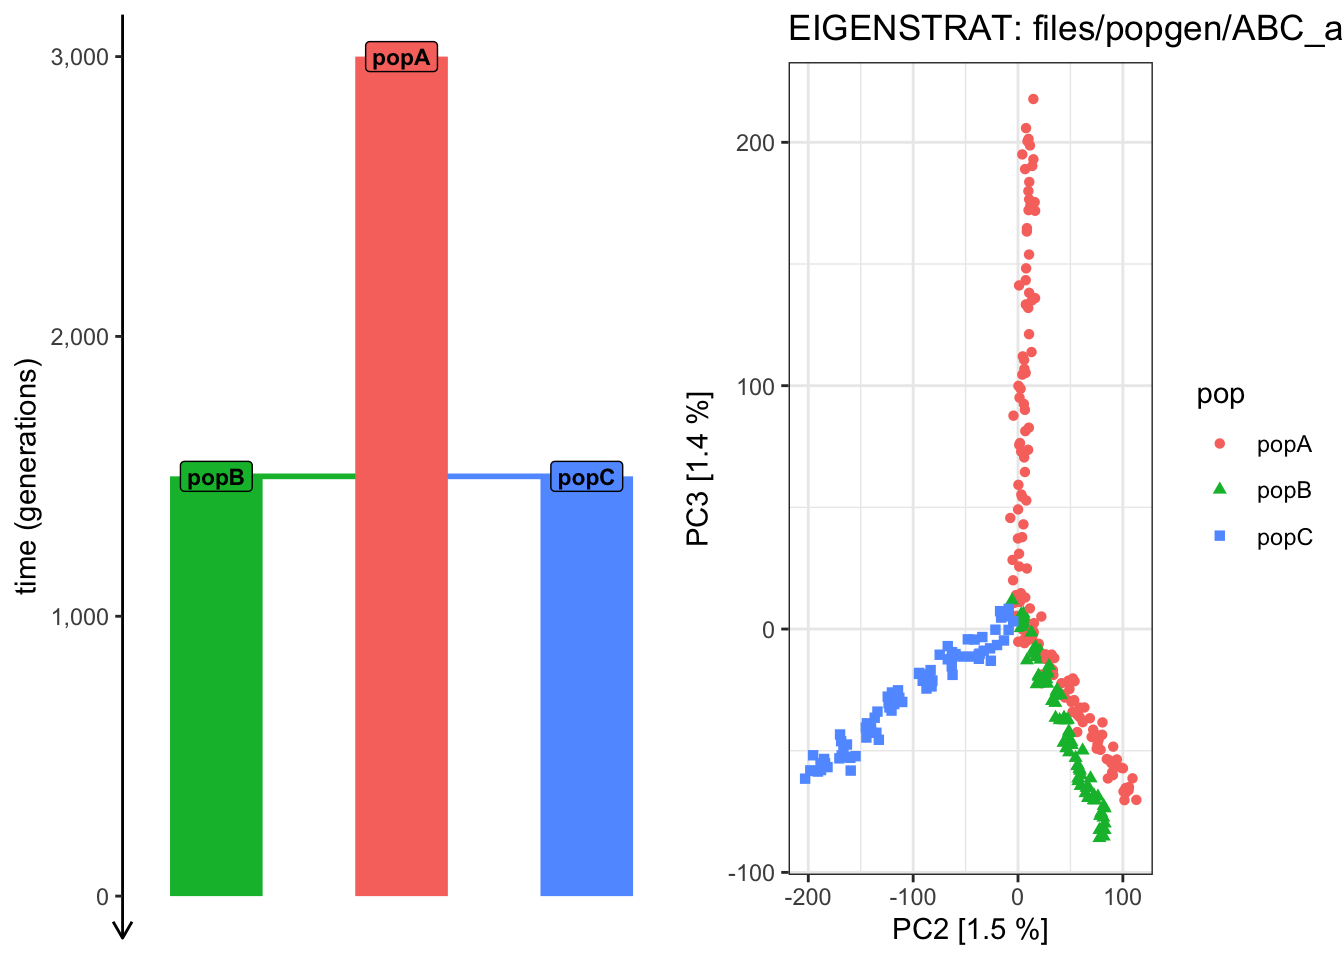 time (generations)
3,000
2,000
1,000
0
popA
popB
popC
EIGENSTRAT: files/popgen/ABC_a
PC3 [1.4 %]
200
100
0
-100
-200
-100
0
100
PC2 [1.5 %]
pop
popA
popB
popC